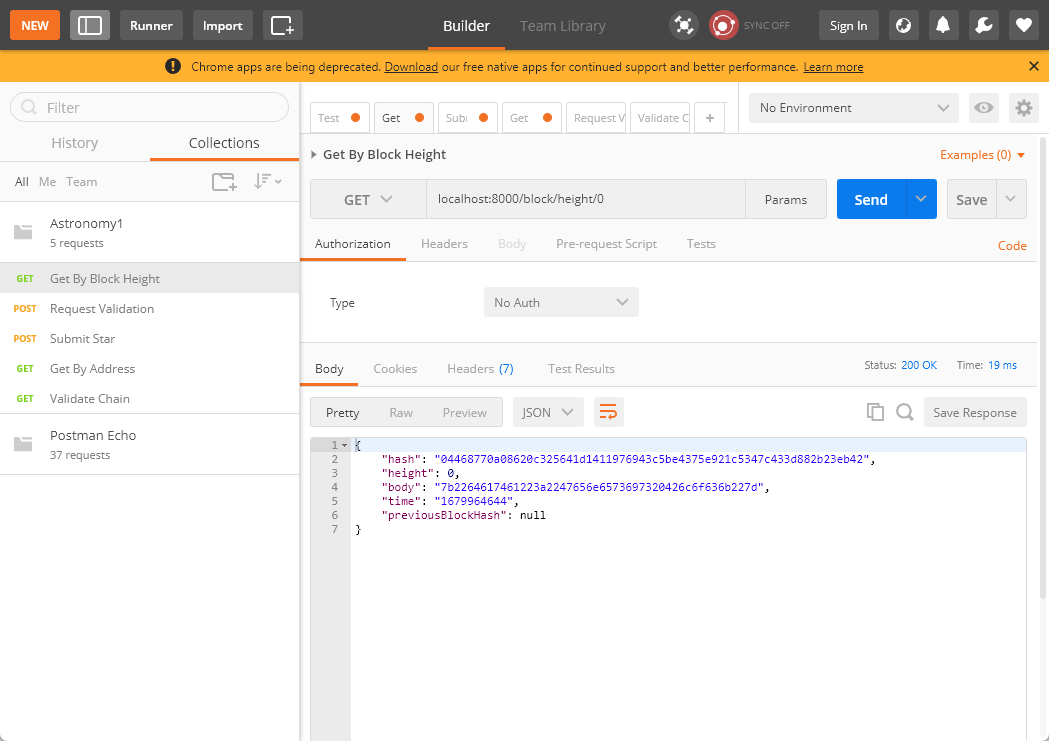 NEW Runner Import Builder Team Library SYNC OFF Sign In
Chrome apps are being deprecated. Download our free native apps for continued support and better performance. Learn more
Filter
History Collections
All Me Team
Astronomy1
5 requests
GET Get By Block Height
POST Request Validation
POST Submit Star
GET Get By Address
GET Validate Chain
Postman Echo
37 requests
Test Get Sub Get Request V Validate C + No Environment
Get By Block Height Examples (0)
GET localhost:8000/block/height/0 Params Send Save
Authorization Headers Body Pre-request Script Tests Code
Type No Auth
Body Cookies Headers (7) Test Results Status: 200 OK Time: 19 ms
Pretty Raw Preview JSON Save Response
1 {
2 "hash": "04468770a08620c325641d1411976943c5be4375e921c5347c433d882b23eb42",
3 "height": 0,
4 "body": "7b2264617461223a2247656e6573697320426c6f636b227d",
5 "time": "1679964644",
6 "previousBlockHash": null
7 }